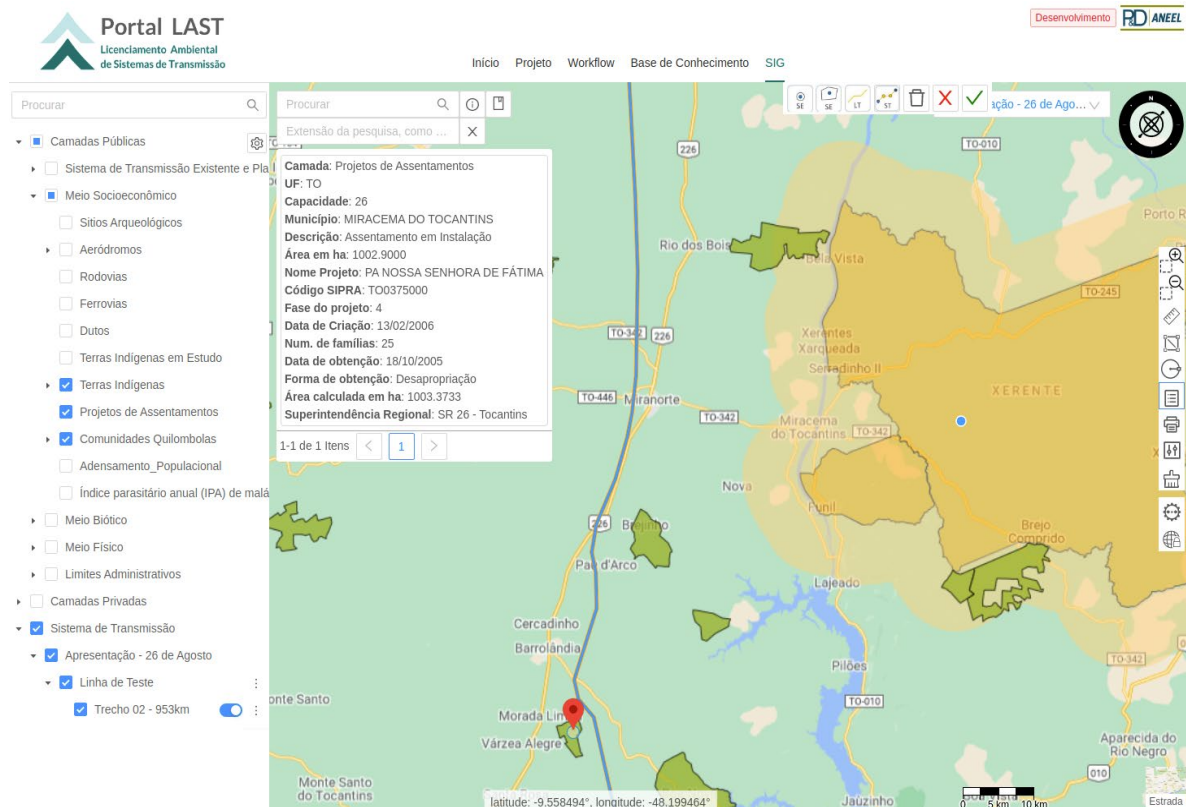 Portal LAST
Licenciamento Ambiental
de Sistemas de Transmissão
Desenvolvimento
P&D ANEEL
Início Projeto Workflow Base de Conhecimento SIG
Procurar
Camadas Públicas
Sistema de Transmissão Existente e Pla
Meio Socioeconômico
Sitios Arqueológicos
Aeródromos
Rodovias
Ferrovias
Dutos
Terras Indígenas em Estudo
Terras Indígenas
Projetos de Assentamentos
Comunidades Quilombolas
Adensamento_Populacional
Índice parasitário anual (IPA) de malá
Meio Biótico
Meio Físico
Limites Administrativos
Camadas Privadas
Sistema de Transmissão
Apresentação - 26 de Agosto
Linha de Teste
Trecho 02 - 953km
Procurar
Extensão da pesquisa, como ...
Camada: Projetos de Assentamentos
UF: TO
Capacidade: 26
Município: MIRACEMA DO TOCANTINS
Descrição: Assentamento em Instalação
Área em ha: 1002.9000
Nome Projeto: PA NOSSA SENHORA DE FÁTIMA
Código SIPRA: TO0375000
Fase do projeto: 4
Data de Criação: 13/02/2006
Num. de famílias: 25
Data de obtenção: 18/10/2005
Forma de obtenção: Desapropriação
Área calculada em ha: 1003.3733
Superintendência Regional: SR 26 - Tocantins
1-1 de 1 Itens < 1 >
SE SE LT ST
ação - 26 de Ago...
N
226
TO-010
Porto R
Rio dos Bois
Bela Vista
TO-245
TO-342
226
Xerentes
Xarqueada
Serradinho II
XERENTE
TO-446
Miranorte
TO-342
Miracema
do Tocantins
TO-342
Nova
Funil
226
Brejinho
Brejo
Comprido
Pau d'Arco
Lajeado
Cercadinho
Barrolândia
Pilões
TO-342
onte Santo
TO-010
Morada Lim
Várzea Alegre
Aparecida do
Rio Negro
010
Monte Santo
do Tocantins
latitude: -9.558494°, longitude: -48.199464°
Jaúzinho
0 5 km 10 km
Estrada